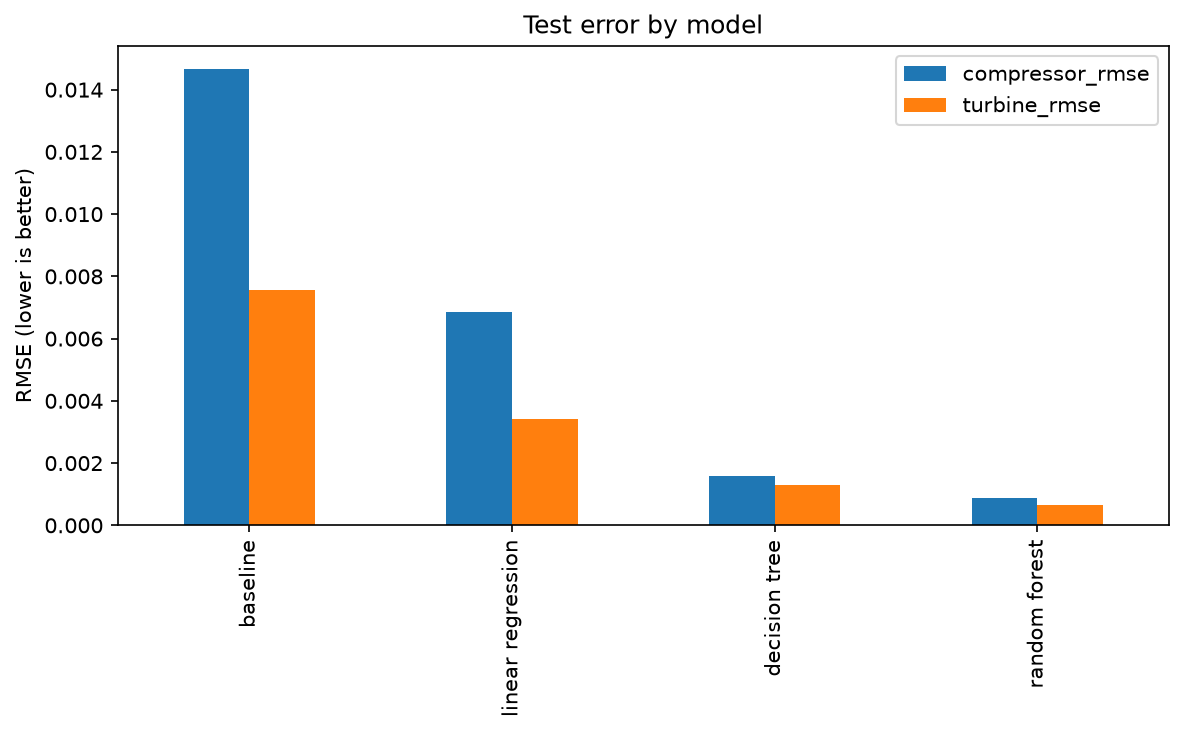 Test error by model
compressor_rmse
turbine_rmse
RMSE (lower is better)
0.014
0.012
0.010
0.008
0.006
0.004
0.002
0.000
baseline
linear regression
decision tree
random forest